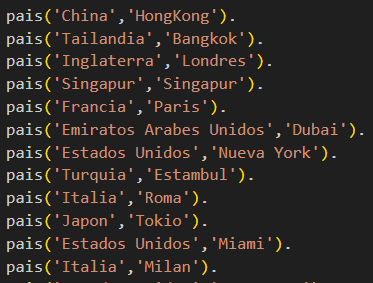 pais('China','HongKong').
pais('Tailandia','Bangkok').
pais('Inglaterra','Londres').
pais('Singapur','Singapur').
pais('Francia','Paris').
pais('Emiratos Arabes Unidos','Dubai').
pais('Estados Unidos','Nueva York').
pais('Turquia','Estambul').
pais('Italia','Roma').
pais('Japon','Tokio').
pais('Estados Unidos','Miami').
pais('Italia','Milan').